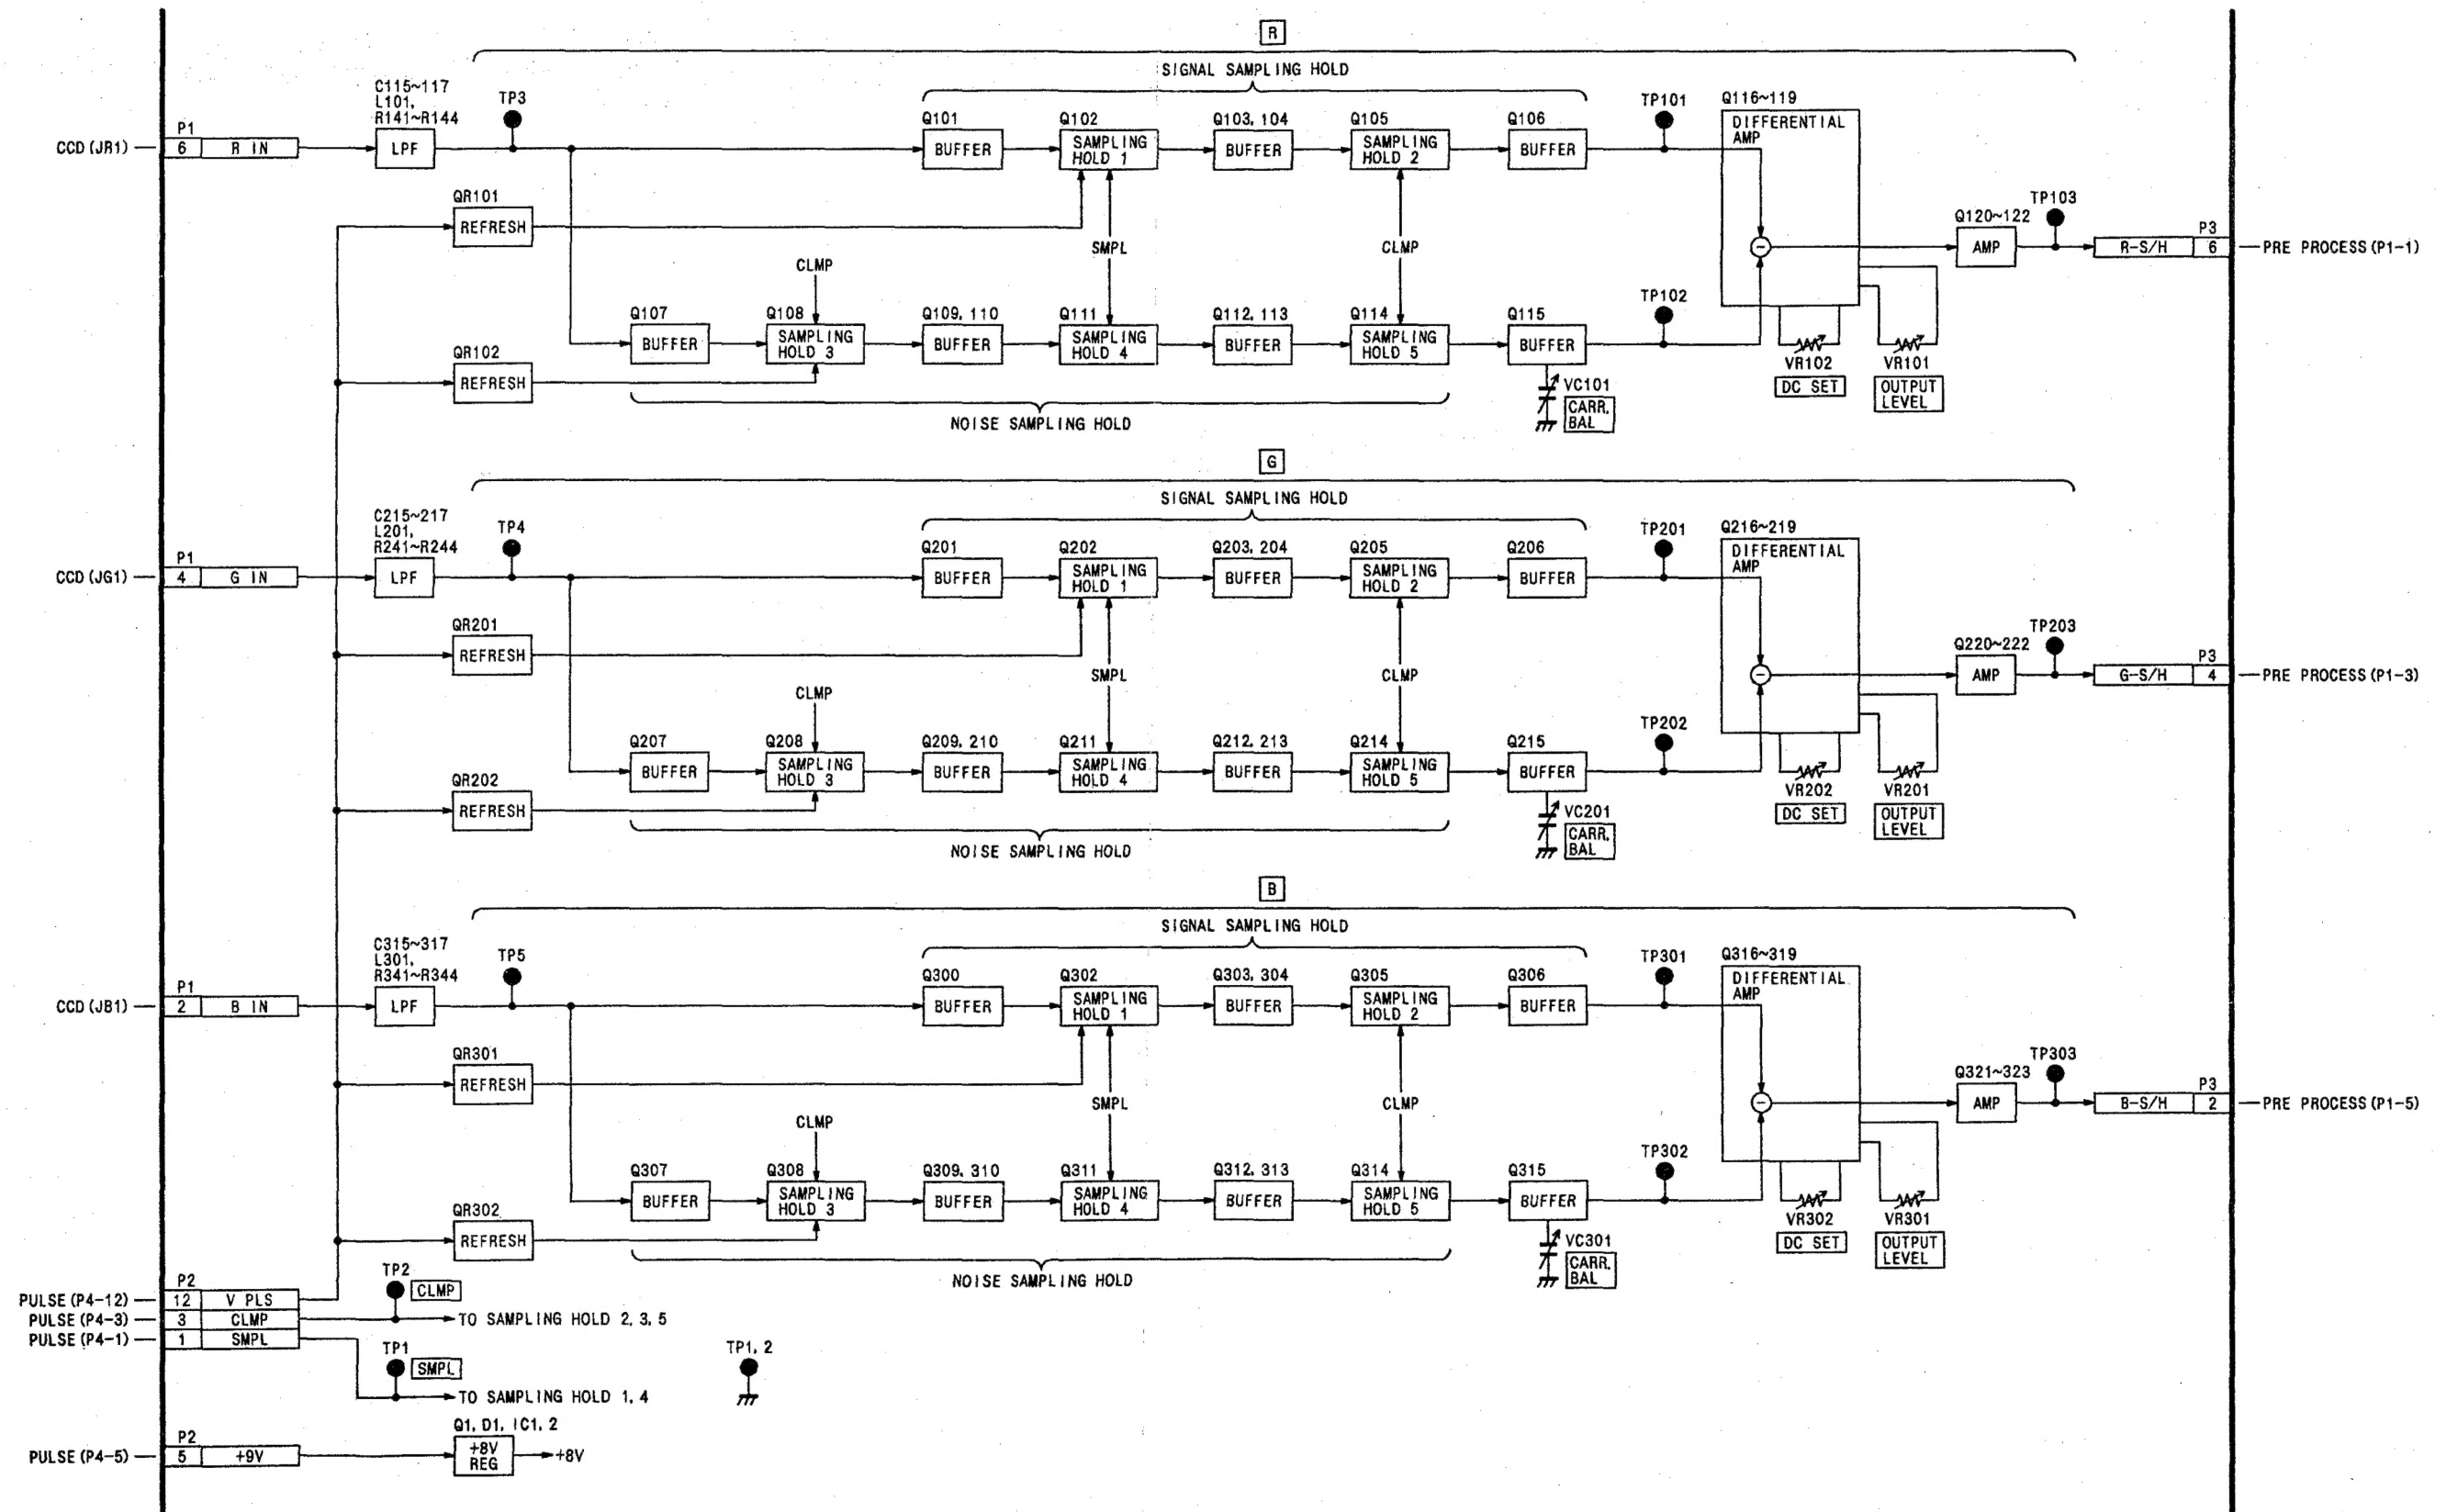 R
SIGNAL SAMPLING HOLD
C115~117
L101,
R141~R144
TP3
Q101
Q102
Q103, 104
Q105
Q106
TP101
Q116~119
DIFFERENTIAL
AMP
CCD (JR1)
P1
6 R IN
LPF
BUFFER
SAMPLING
HOLD 1
BUFFER
SAMPLING
HOLD 2
BUFFER
QR101
REFRESH
SMPL
CLMP
CLMP
Q120~122
AMP
TP103
P3
R-S/H 6
PRE PROCESS (P1-1)
Q107
Q108
Q109, 110
Q111
Q112, 113
Q114
Q115
TP102
BUFFER
SAMPLING
HOLD 3
BUFFER
SAMPLING
HOLD 4
BUFFER
SAMPLING
HOLD 5
BUFFER
QR102
REFRESH
VC101
CARR.
BAL
VR102
DC SET
VR101
OUTPUT
LEVEL
NOISE SAMPLING HOLD
G
SIGNAL SAMPLING HOLD
C215~217
L201,
R241~R244
TP4
Q201
Q202
Q203, 204
Q205
Q206
TP201
Q216~219
DIFFERENTIAL
AMP
CCD (JG1)
P1
4 G IN
LPF
BUFFER
SAMPLING
HOLD 1
BUFFER
SAMPLING
HOLD 2
BUFFER
QR201
REFRESH
SMPL
CLMP
CLMP
Q220~222
AMP
TP203
P3
G-S/H 4
PRE PROCESS (P1-3)
Q207
Q208
Q209, 210
Q211
Q212, 213
Q214
Q215
TP202
BUFFER
SAMPLING
HOLD 3
BUFFER
SAMPLING
HOLD 4
BUFFER
SAMPLING
HOLD 5
BUFFER
QR202
REFRESH
VC201
CARR.
BAL
VR202
DC SET
VR201
OUTPUT
LEVEL
NOISE SAMPLING HOLD
B
SIGNAL SAMPLING HOLD
C315~317
L301,
R341~R344
TP5
Q300
Q302
Q303, 304
Q305
Q306
TP301
Q316~319
DIFFERENTIAL
AMP
CCD (JB1)
P1
2 B IN
LPF
BUFFER
SAMPLING
HOLD 1
BUFFER
SAMPLING
HOLD 2
BUFFER
QR301
REFRESH
SMPL
CLMP
CLMP
Q321~323
AMP
TP303
P3
B-S/H 2
PRE PROCESS (P1-5)
Q307
Q308
Q309, 310
Q311
Q312, 313
Q314
Q315
TP302
BUFFER
SAMPLING
HOLD 3
BUFFER
SAMPLING
HOLD 4
BUFFER
SAMPLING
HOLD 5
BUFFER
QR302
REFRESH
VC301
CARR.
BAL
VR302
DC SET
VR301
OUTPUT
LEVEL
NOISE SAMPLING HOLD
P2
PULSE (P4-12) 12 V PLS
TP2 CLMP
PULSE (P4-3) 3 CLMP TO SAMPLING HOLD 2, 3, 5
PULSE (P4-1) 1 SMPL
TP1 SMPL
TP1, 2
TO SAMPLING HOLD 1, 4
Q1, D1, IC1, 2
P2
PULSE (P4-5) 5 +9V
+8V
REG
+8V